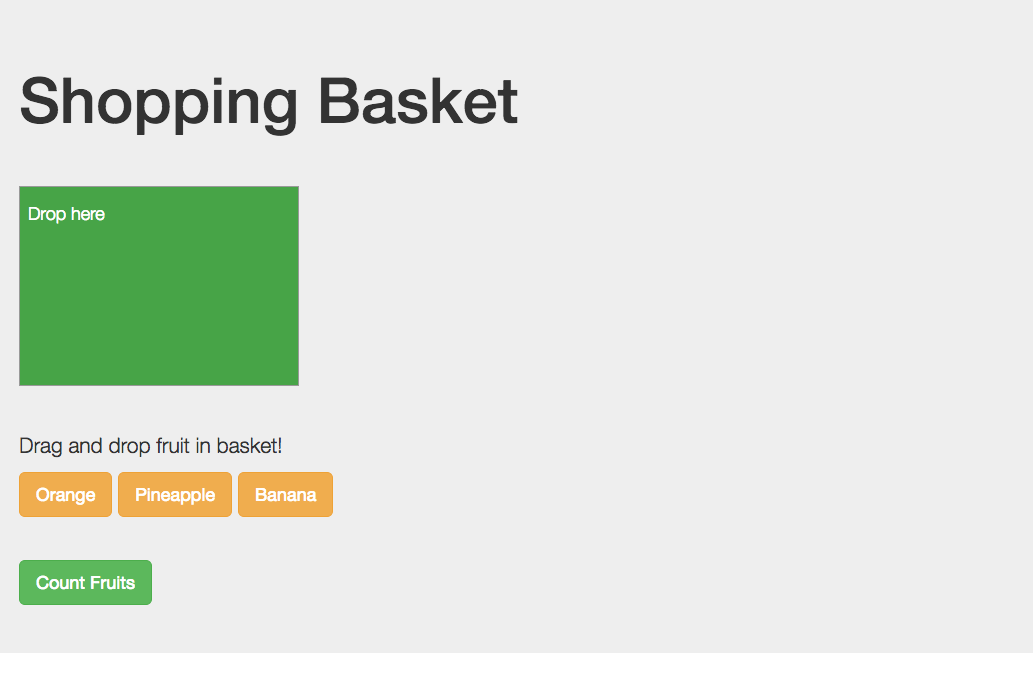 Shopping Basket
Drop here
Drag and drop fruit in basket!
Orange Pineapple Banana
Count Fruits